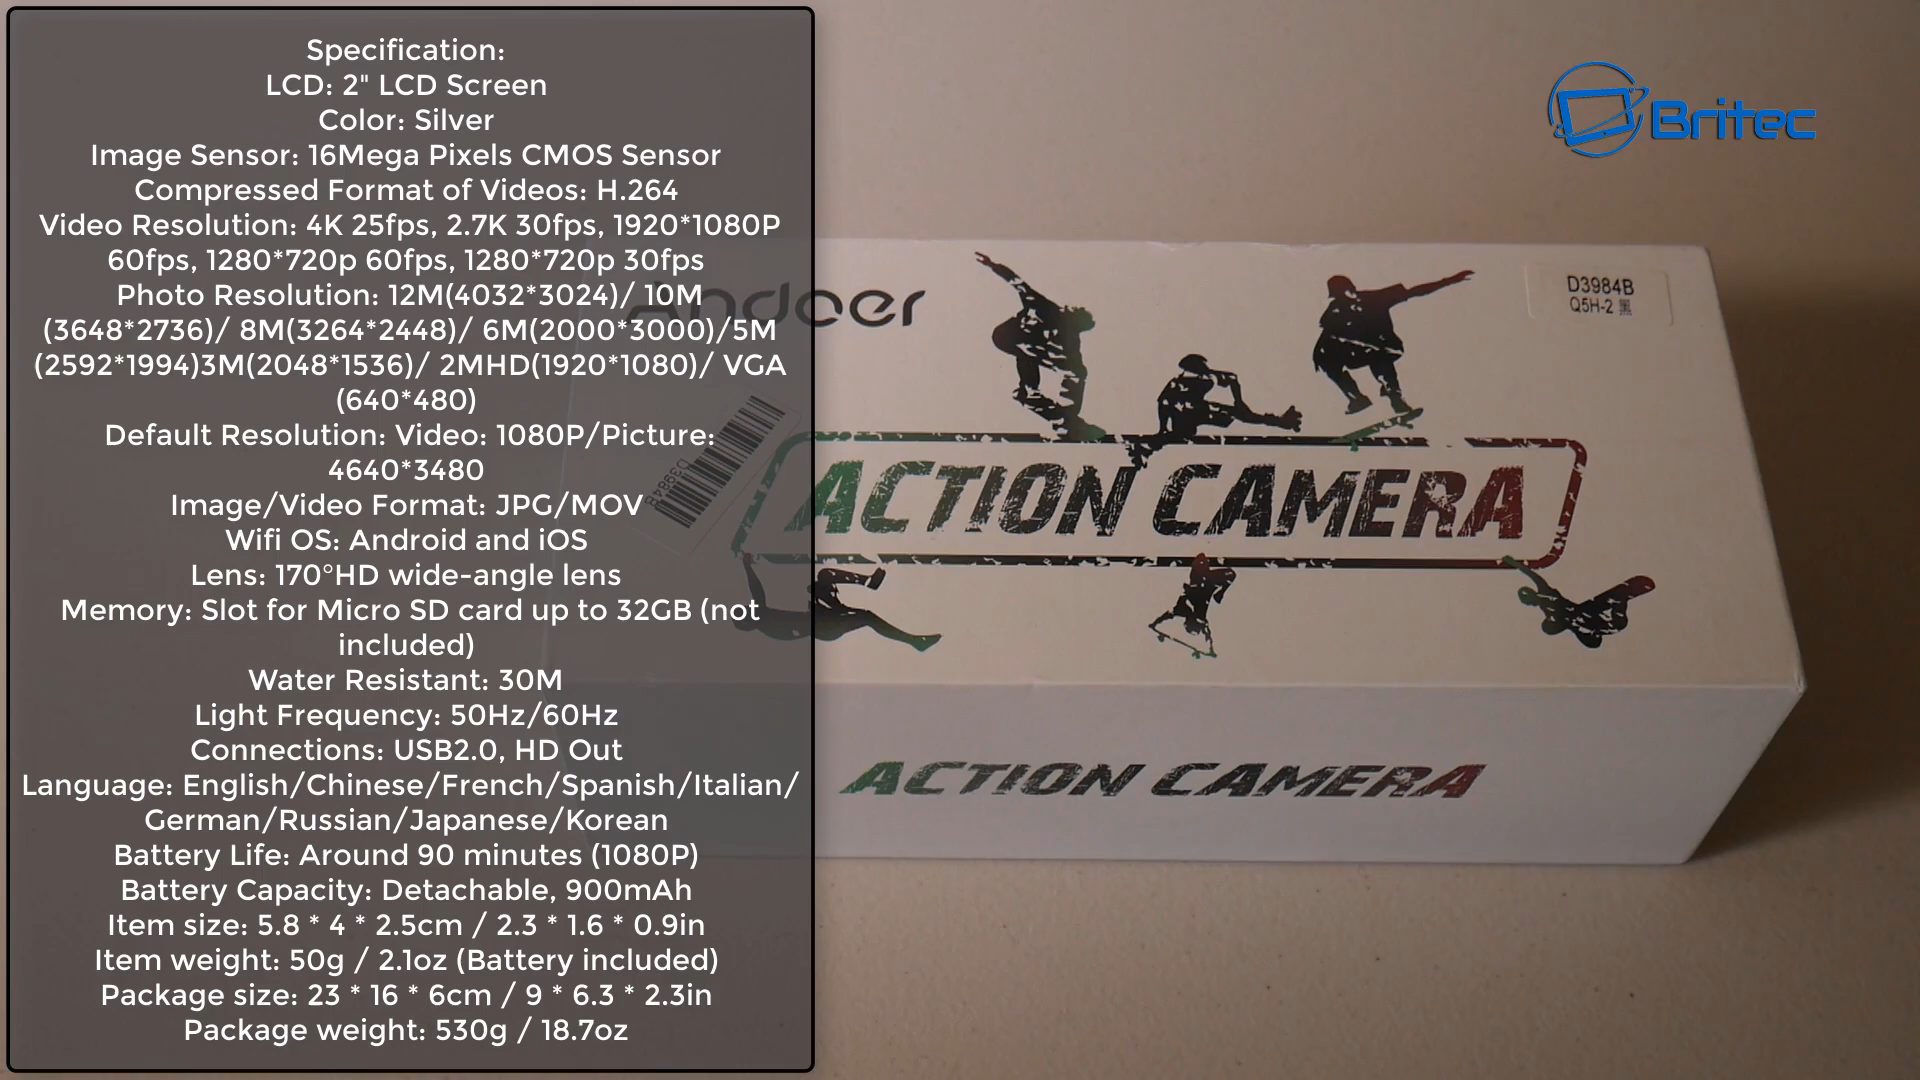 Specification:
LCD: 2" LCD Screen
Color: Silver
Image Sensor: 16Mega Pixels CMOS Sensor
Compressed Format of Videos: H.264
Video Resolution: 4K 25fps, 2.7K 30fps, 1920*1080P
60fps, 1280*720p 60fps, 1280*720p 30fps
Photo Resolution: 12M(4032*3024)/ 10M
(3648*2736)/ 8M(3264*2448)/ 6M(2000*3000)/5M
(2592*1994)3M(2048*1536)/ 2MHD(1920*1080)/ VGA
(640*480)
Default Resolution: Video: 1080P/Picture:
4640*3480
Image/Video Format: JPG/MOV
Wifi OS: Android and iOS
Lens: 170°HD wide-angle lens
Memory: Slot for Micro SD card up to 32GB (not
included)
Water Resistant: 30M
Light Frequency: 50Hz/60Hz
Connections: USB2.0, HD Out
Language: English/Chinese/French/Spanish/Italian/
German/Russian/Japanese/Korean
Battery Life: Around 90 minutes (1080P)
Battery Capacity: Detachable, 900mAh
Item size: 5.8 * 4 * 2.5cm / 2.3 * 1.6 * 0.9in
Item weight: 50g / 2.1oz (Battery included)
Package size: 23 * 16 * 6cm / 9 * 6.3 * 2.3in
Package weight: 530g / 18.7oz
Britec
Andoer
D3984B
Q5H-2 黑
D3984B
ACTION CAMERA
ACTION CAMERA